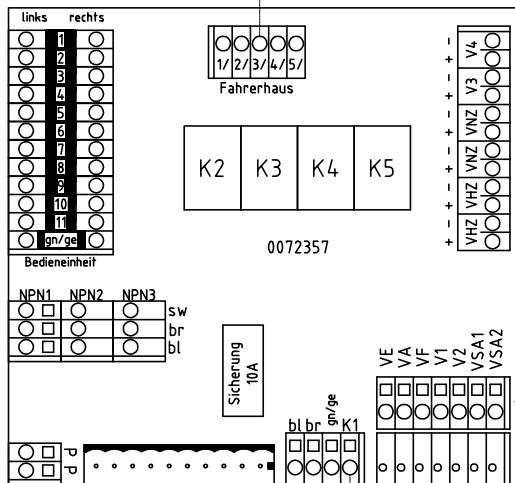 links rechts
1
2
3
4
5
6
7
8
9
10
11
gn/ge
Bedieneinheit
1/ 2/ 3/ 4/ 5/
Fahrerhaus
- V4 +
- V3 +
- VNZ +
- VNZ +
- VHZ +
- VHZ +
K2 K3 K4 K5
0072357
NPN1 NPN2 NPN3
sw
br
bl
Sicherung
10A
VE VA VF V1 V2 VSA1 VSA2
bl br gn/ge K1
P
P